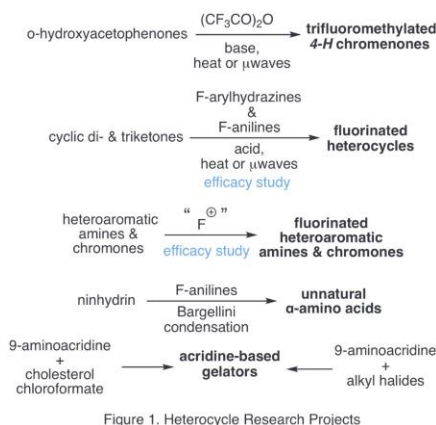 (CF3CO)2O
o-hydroxyacetophenones
base,
heat or μwaves
trifluoromethylated
4-H chromenones
F-arylhydrazines
&
F-anilines
cyclic di- & triketones
acid,
heat or μwaves
efficacy study
fluorinated
heterocycles
heteroaromatic
amines &
chromones
“ F⊕ ”
efficacy study
fluorinated
heteroaromatic
amines & chromones
ninhydrin
F-anilines
Bargellini
condensation
unnatural
α-amino acids
9-aminoacridine
+
cholesterol
chloroformate
acridine-based
gelators
9-aminoacridine
+
alkyl halides
Figure 1. Heterocycle Research Projects